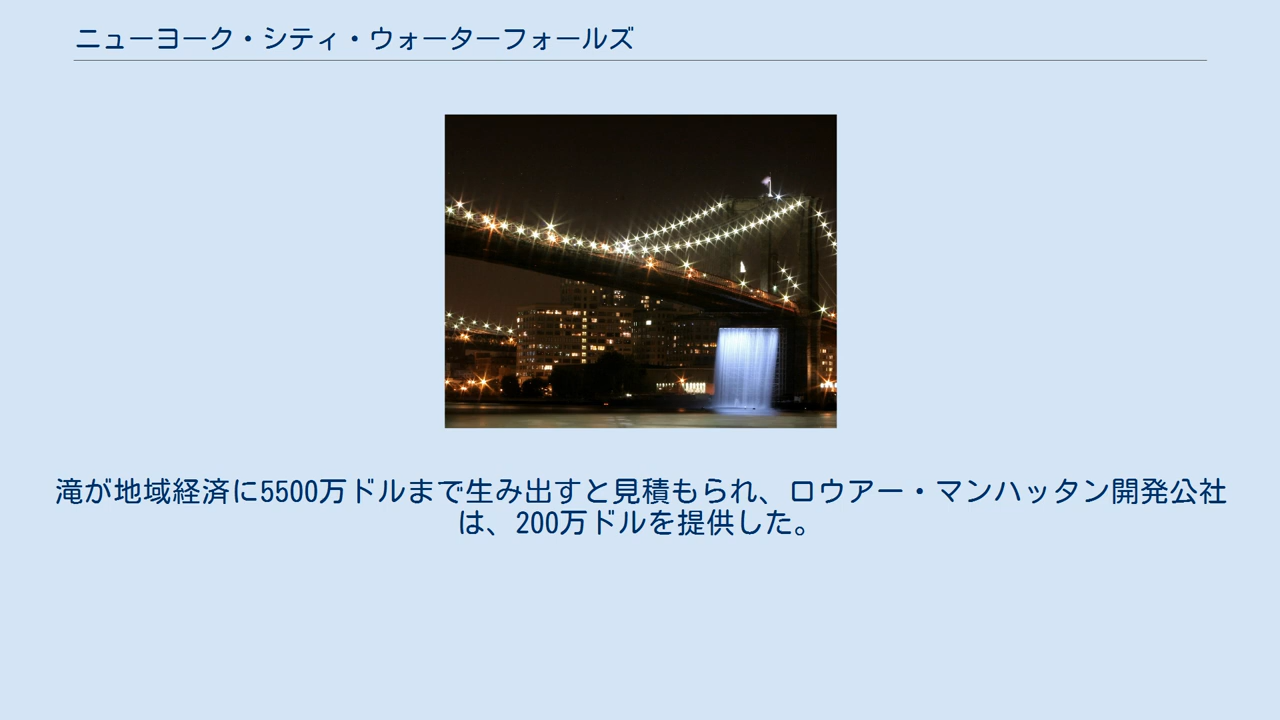 ニューヨーク・シティ・ウォーターフォールズ
滝が地域経済に5500万ドルまで生み出すと見積もられ、ロウアー・マンハッタン開発公社
は、200万ドルを提供した。